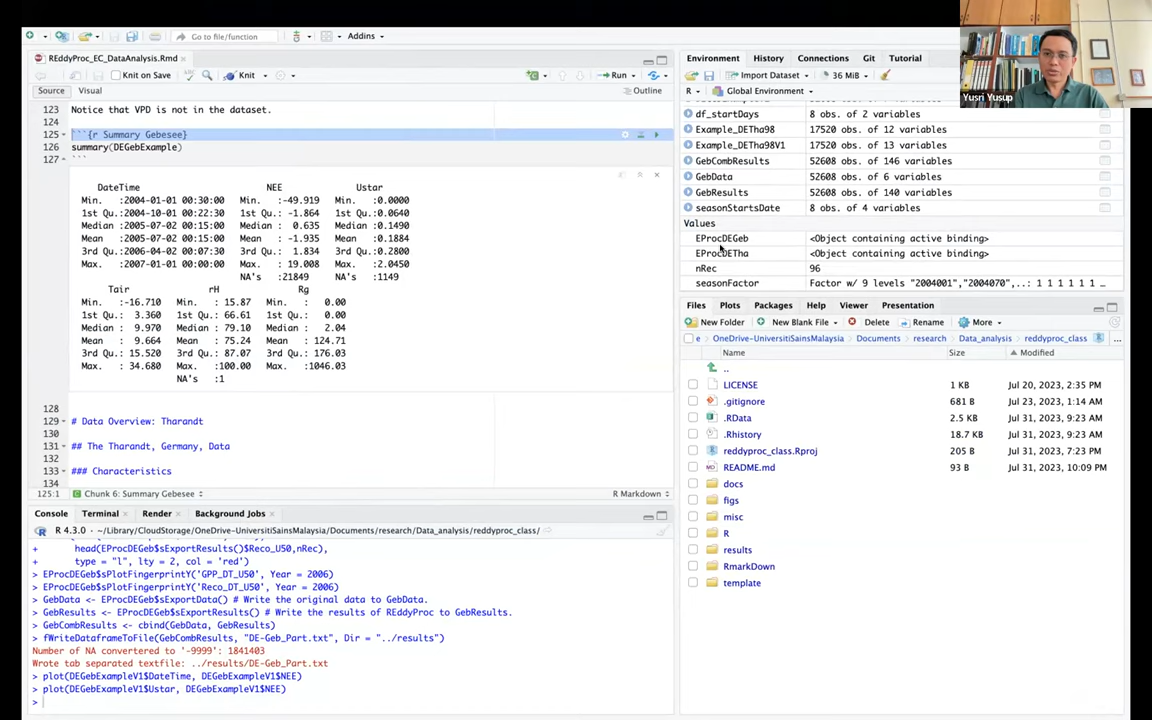 Go to file/function
Addins
REddyProc_EC_DataAnalysis.Rmd
Knit on Save
Knit
Run
Source
Visual
Outline
123 Notice that VPD is not in the dataset.
124
125 ```{r Summary Gebesee}
126 summary(DEGebExample)
127 ```
DateTime NEE Ustar
Min. :2004-01-01 00:30:00 Min. :-49.919 Min. :0.0000
1st Qu.:2004-10-01 00:22:30 1st Qu.: -1.864 1st Qu.:0.0640
Median :2005-07-02 00:15:00 Median : 0.635 Median :0.1490
Mean :2005-07-02 00:15:00 Mean : -1.935 Mean :0.1884
3rd Qu.:2006-04-02 00:07:30 3rd Qu.: 1.834 3rd Qu.:0.2800
Max. :2007-01-01 00:00:00 Max. : 19.008 Max. :2.0450
NA's :21849 NA's :1149
Tair rH Rg
Min. :-16.710 Min. : 15.87 Min. : 0.00
1st Qu.: 3.360 1st Qu.: 66.61 1st Qu.: 0.00
Median : 9.970 Median : 79.10 Median : 2.04
Mean : 9.664 Mean : 75.24 Mean : 124.71
3rd Qu.: 15.520 3rd Qu.: 87.07 3rd Qu.: 176.03
Max. : 34.680 Max. :100.00 Max. :1046.03
NA's :1
128
129 # Data Overview: Tharandt
130
131 ## The Tharandt, Germany, Data
132
133 ### Characteristics
134
125:1 Chunk 6: Summary Gebesee R Markdown
Console Terminal Render Background Jobs
R 4.3.0 · ~/Library/CloudStorage/OneDrive-UniversitiSainsMalaysia/Documents/research/Data_analysis/reddyproc_class/
+ head(EProcDEGeb$sExportResults()$Reco_U50,nRec),
+ type = "l", lty = 2, col = 'red')
> EProcDEGeb$sPlotFingerprintY('GPP_DT_U50', Year = 2006)
> EProcDEGeb$sPlotFingerprintY('Reco_DT_U50', Year = 2006)
> GebData <- EProcDEGeb$sExportData() # Write the original data to GebData.
> GebResults <- EProcDEGeb$sExportResults() # Write the results of REddyProc to GebResults.
> GebCombResults <- cbind(GebData, GebResults)
> fWriteDataframeToFile(GebCombResults, "DE-Geb_Part.txt", Dir = "../results")
Number of NA convertered to '-9999': 1841403
Wrote tab separated textfile: ../results/DE-Geb_Part.txt
> plot(DEGebExampleV1$DateTime, DEGebExampleV1$NEE)
> plot(DEGebExampleV1$Ustar, DEGebExampleV1$NEE)
>
Environment History Connections Git Tutorial
Import Dataset 36 MiB
R Global Environment
df_startDays 8 obs. of 2 variables
Example_DETha98 17520 obs. of 12 variables
Example_DETha98V1 17520 obs. of 13 variables
GebCombResults 52608 obs. of 146 variables
GebData 52608 obs. of 6 variables
GebResults 52608 obs. of 140 variables
seasonStartsDate 8 obs. of 4 variables
Values
EProcDEGeb <Object containing active binding>
EProcDETha <Object containing active binding>
nRec 96
seasonFactor Factor w/ 9 levels "2004001","2004070",..: 1 1 1 1 1 1 …
Files Plots Packages Help Viewer Presentation
New Folder New Blank File Delete Rename More
e OneDrive-UniversitiSainsMalaysia Documents research Data_analysis reddyproc_class ...
Name Size Modified
..
LICENSE 1 KB Jul 20, 2023, 2:35 PM
.gitignore 681 B Jul 23, 2023, 1:14 AM
.RData 2.5 KB Jul 31, 2023, 9:23 AM
.Rhistory 18.7 KB Jul 31, 2023, 9:23 AM
reddyproc_class.Rproj 205 B Jul 31, 2023, 7:23 PM
README.md 93 B Jul 31, 2023, 10:09 PM
docs
figs
misc
R
results
RmarkDown
template
Yusri Yusup